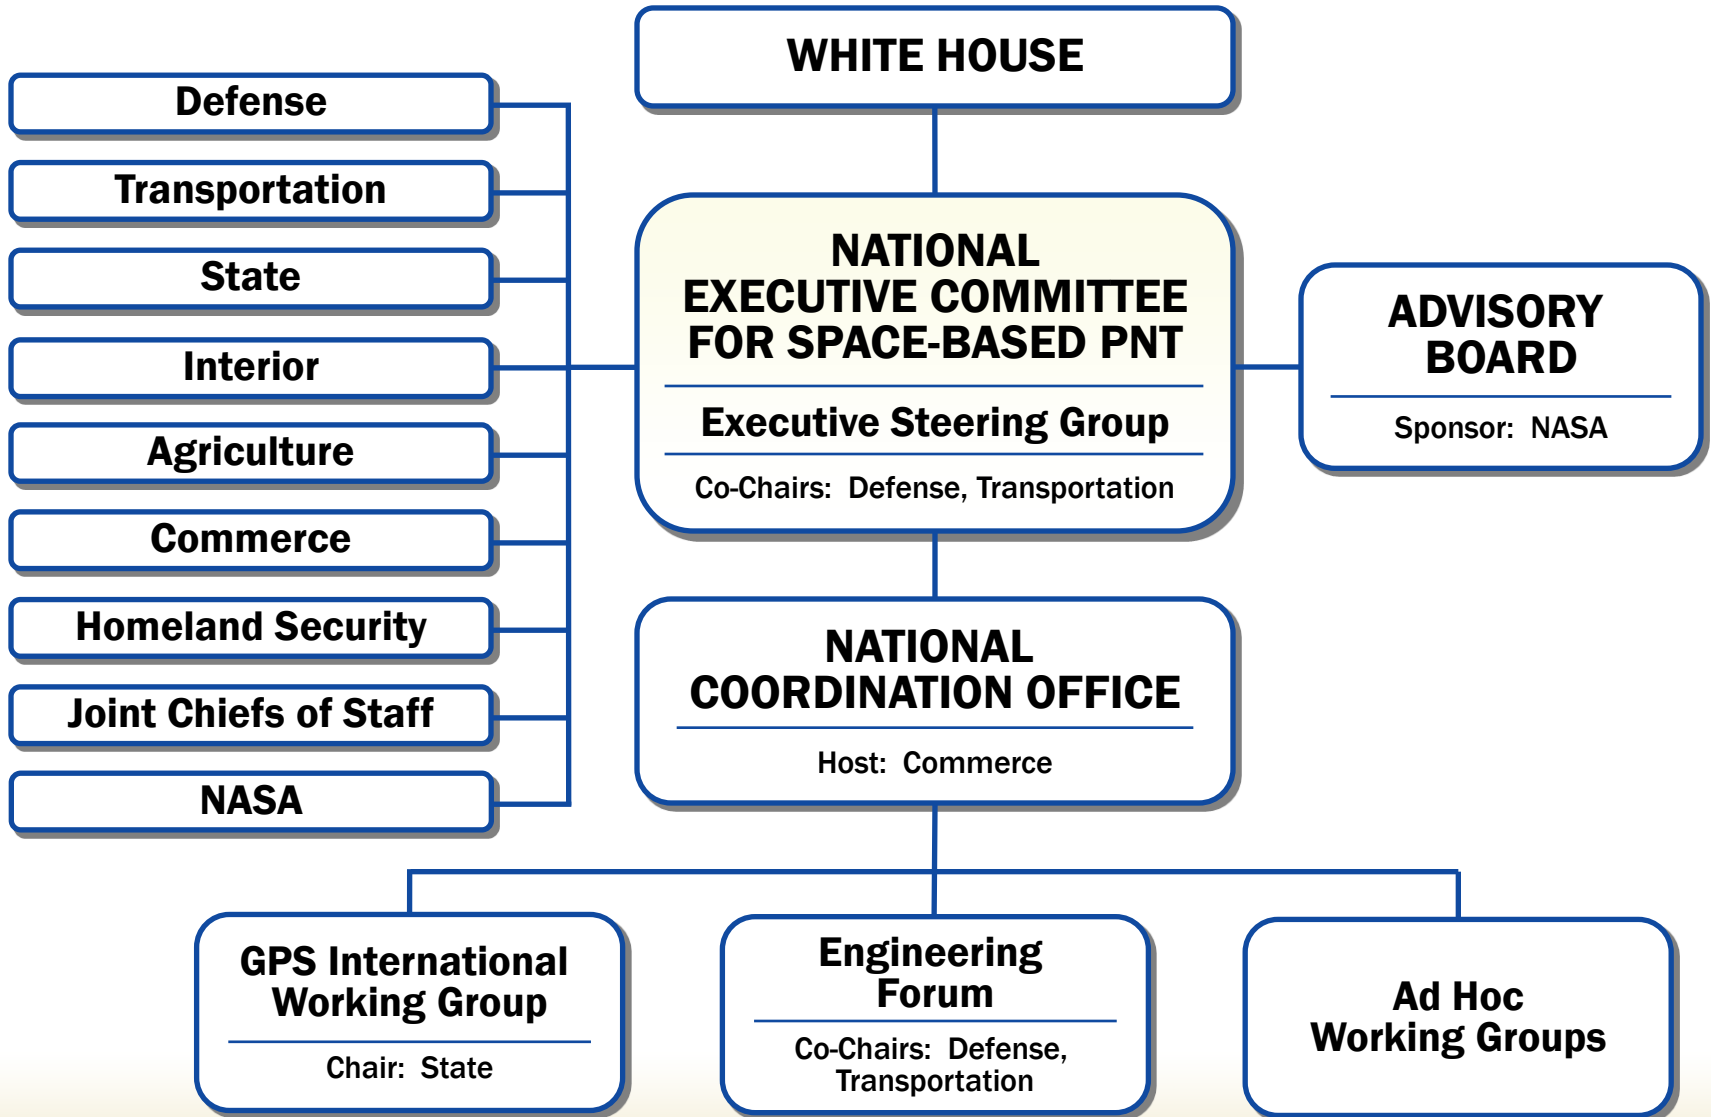 WHITE HOUSE
Defense
Transportation
State
Interior
Agriculture
Commerce
Homeland Security
Joint Chiefs of Staff
NASA
NATIONAL
EXECUTIVE COMMITTEE
FOR SPACE-BASED PNT
Executive Steering Group
Co-Chairs: Defense, Transportation
ADVISORY
BOARD
Sponsor: NASA
NATIONAL
COORDINATION OFFICE
Host: Commerce
GPS International
Working Group
Chair: State
Engineering
Forum
Co-Chairs: Defense,
Transportation
Ad Hoc
Working Groups